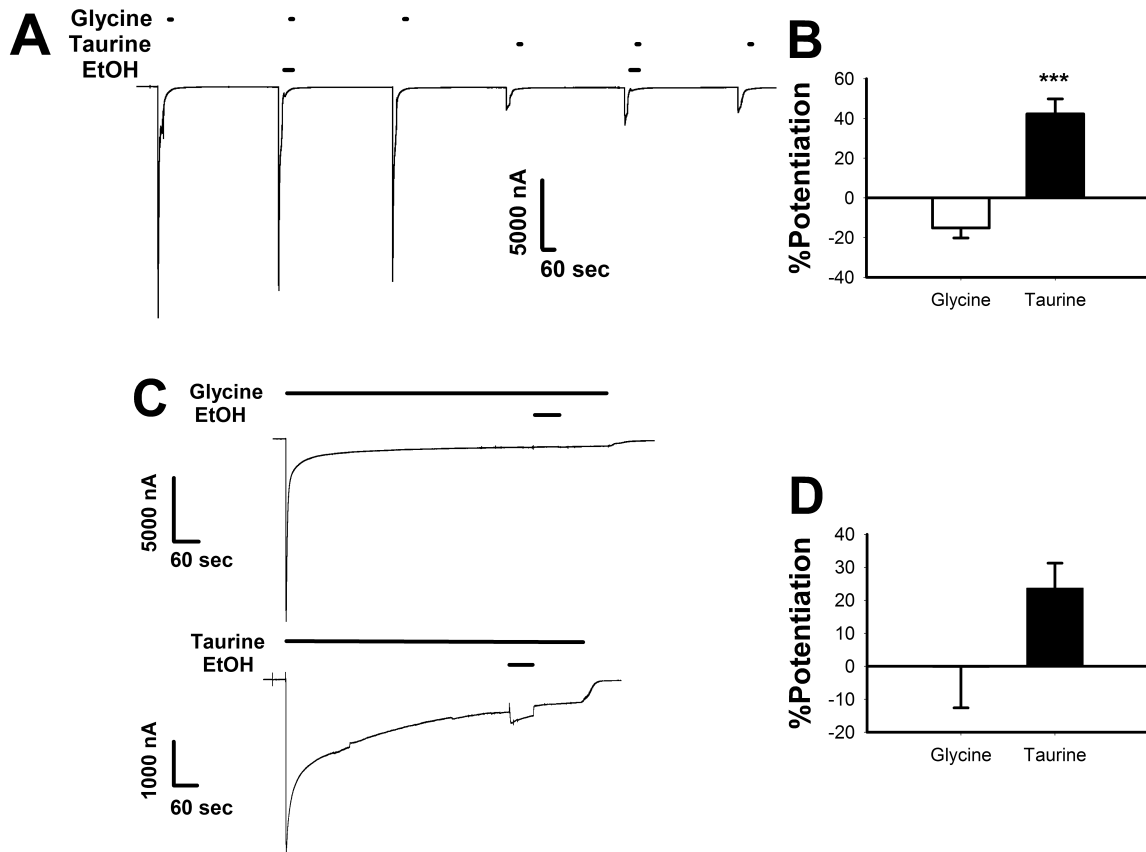 A
Glycine
Taurine
EtOH
5000 nA
60 sec
B
%Potentiation
60
40
20
0
-20
-40
***
Glycine Taurine
C
Glycine
EtOH
5000 nA
60 sec
Taurine
EtOH
1000 nA
60 sec
D
%Potentiation
40
30
20
10
0
-10
-20
Glycine Taurine